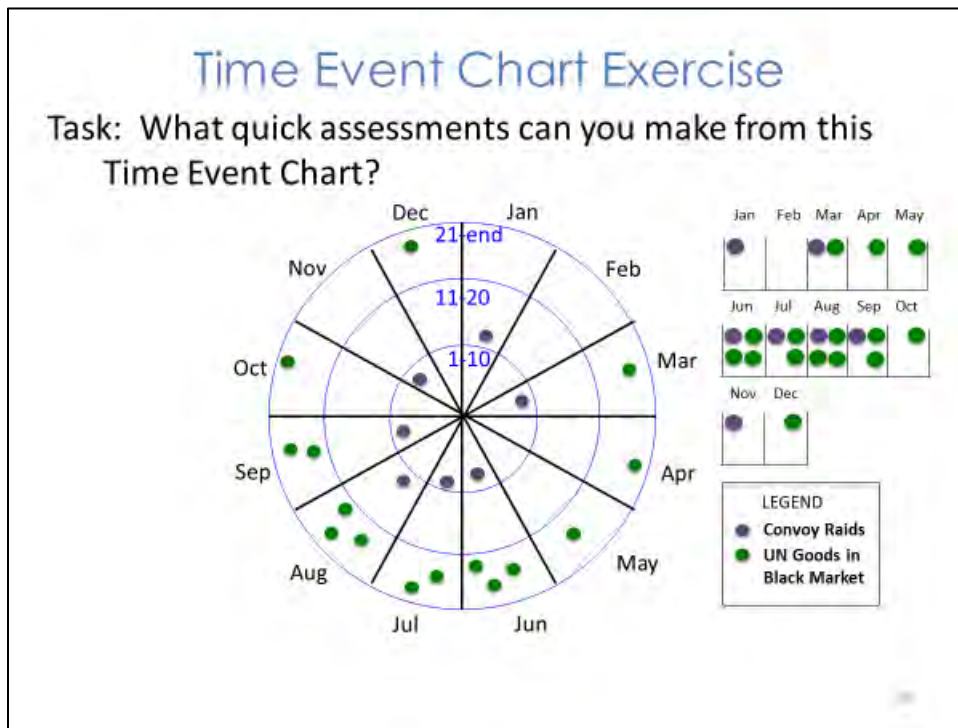 Time Event Chart Exercise
Task: What quick assessments can you make from this
Time Event Chart?
Dec
Jan
21-end
Nov
Feb
11-20
1-10
Oct
Mar
Sep
Apr
Aug
May
Jul
Jun
Jan Feb Mar Apr May
Jun Jul Aug Sep Oct
Nov Dec
LEGEND
Convoy Raids
UN Goods in
Black Market